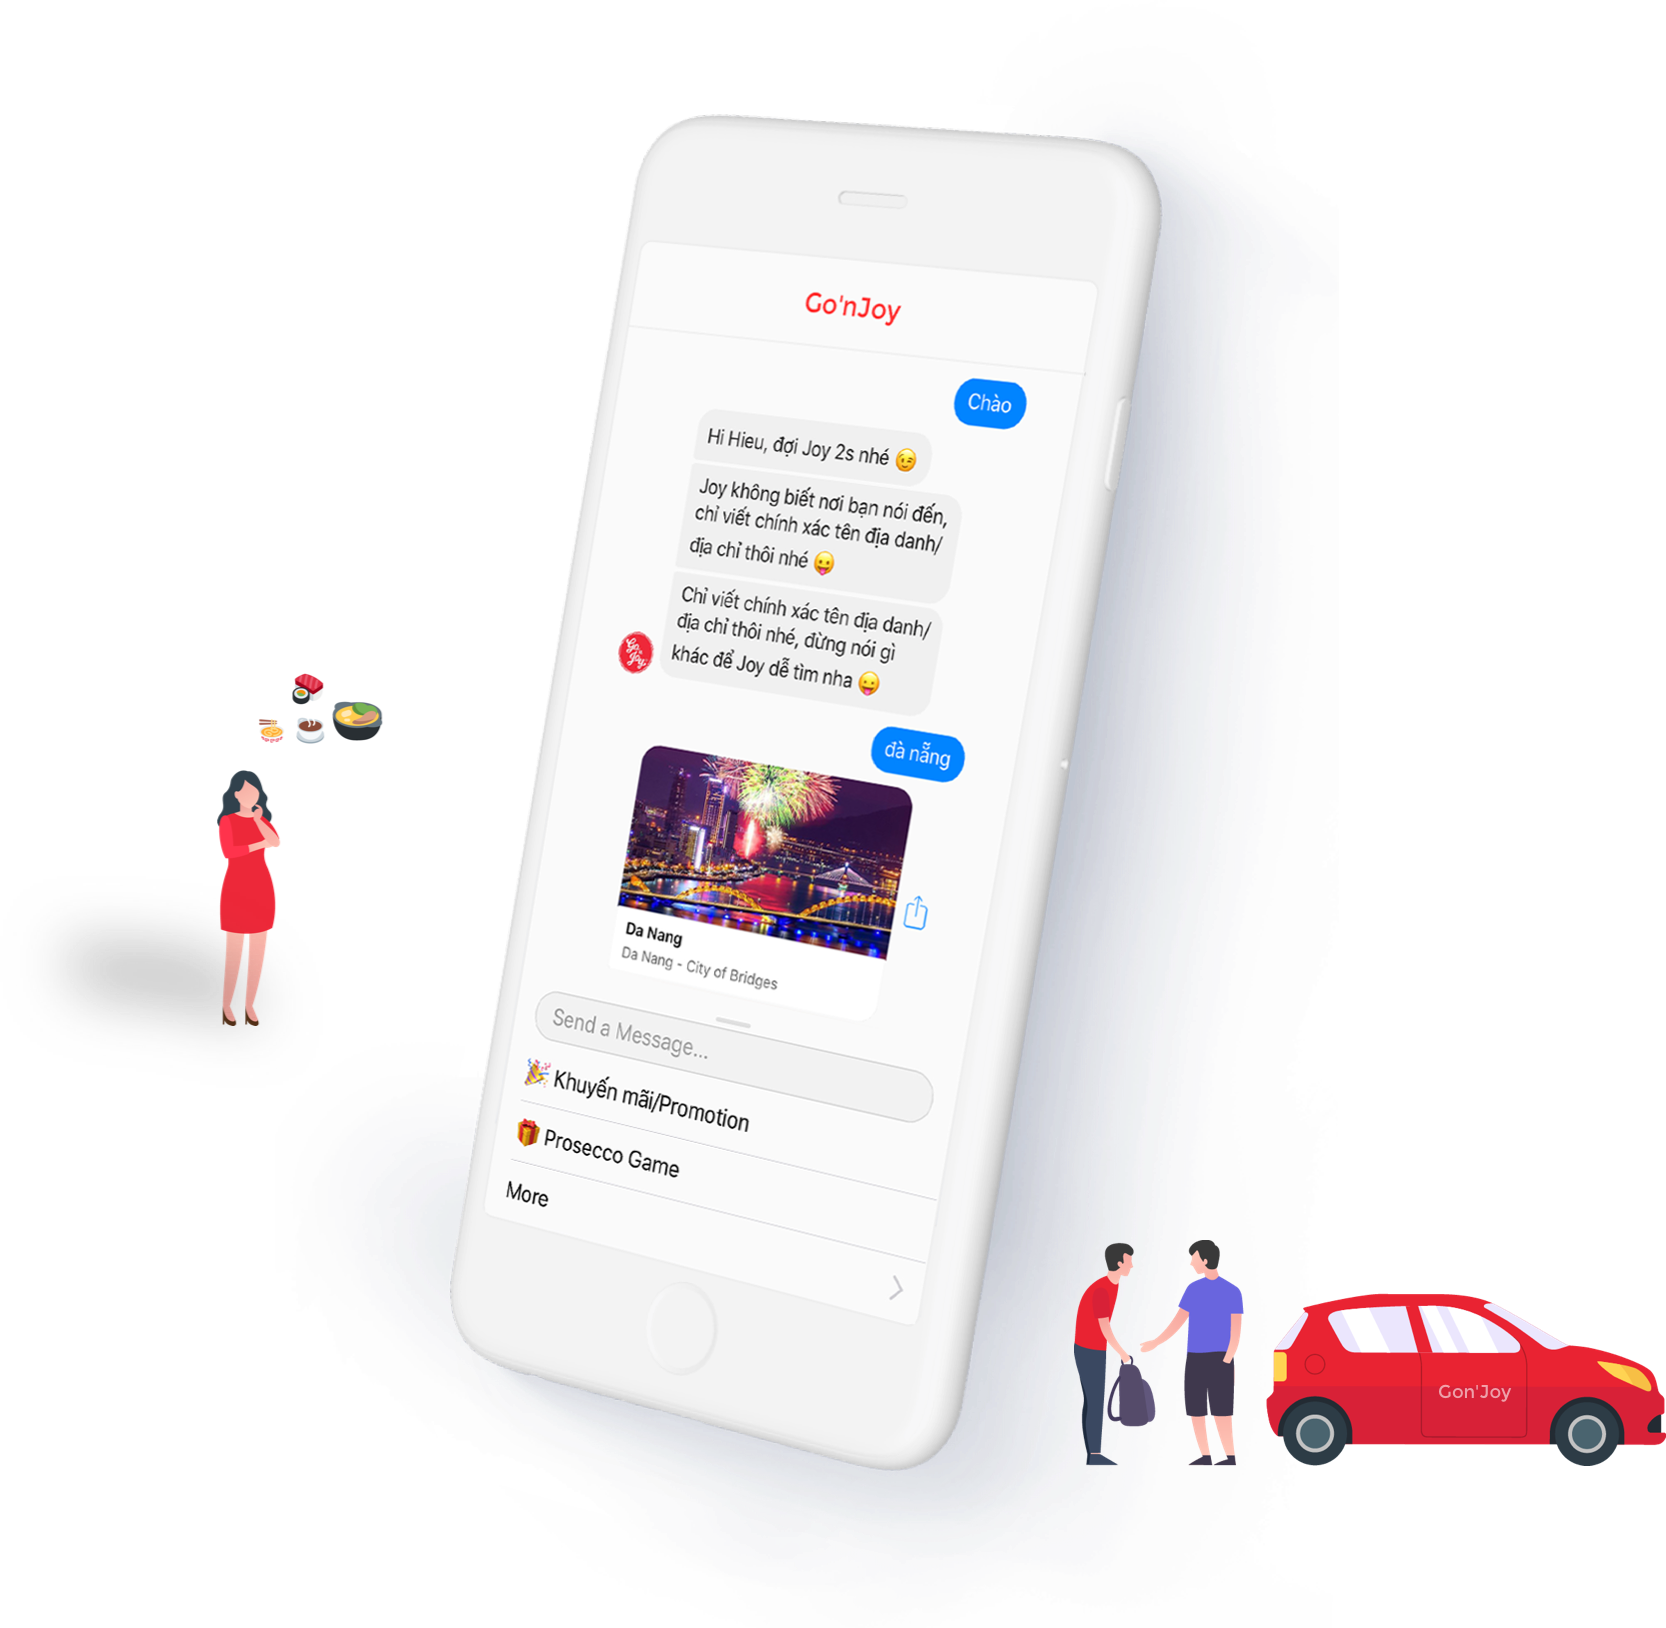 Go'nJoy
Chào
Hi Hieu, đợi Joy 2s nhé 😉
Joy không biết nơi bạn nói đến,
chỉ viết chính xác tên địa danh/
địa chỉ thôi nhé 😛
Chỉ viết chính xác tên địa danh/
địa chỉ thôi nhé, đừng nói gì
khác để Joy dễ tìm nha 😛
Go n Joy
đà nẵng
Da Nang
Da Nang - City of Bridges
Send a Message...
🎉 Khuyến mãi/Promotion
🎁 Prosecco Game
More
Gon'Joy